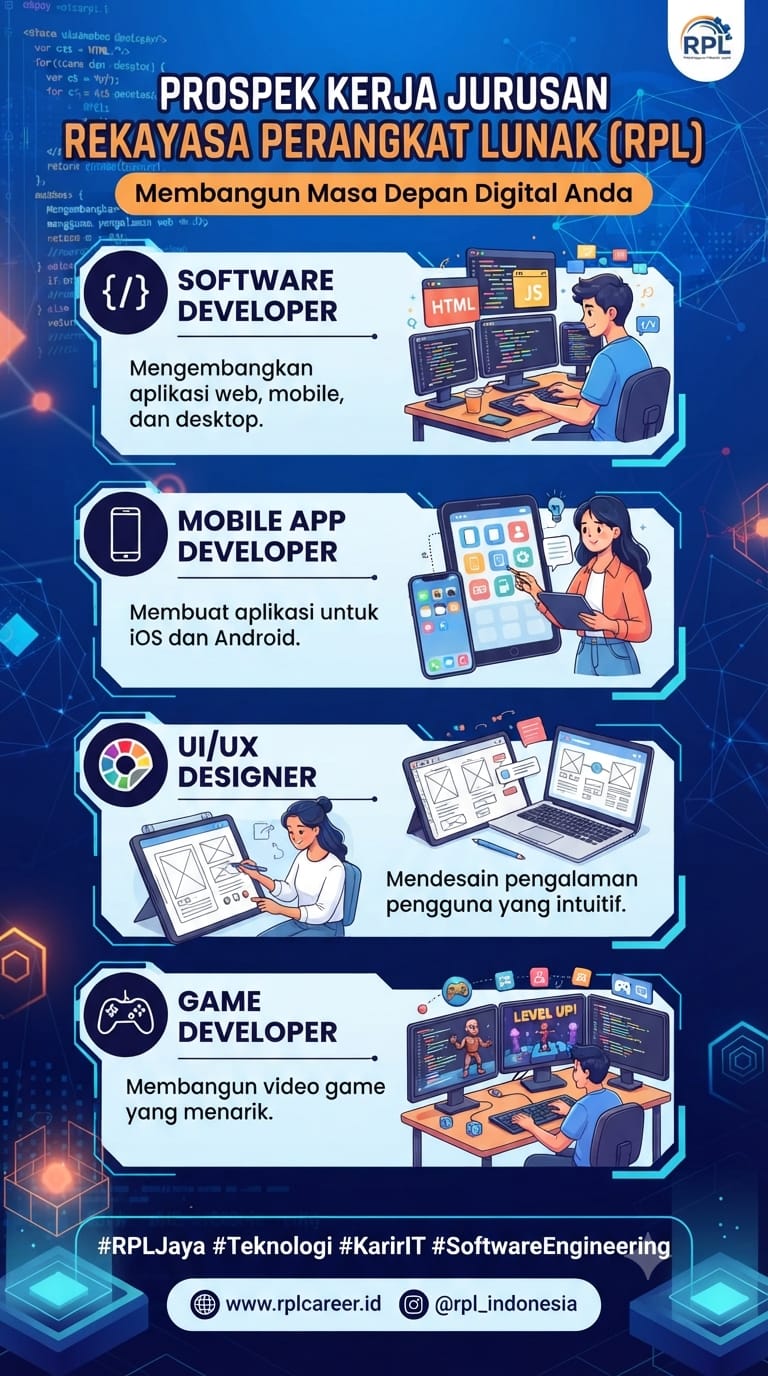 RPL
PROSPEK KERJA JURUSAN
REKAYASA PERANGKAT LUNAK (RPL)
Membangun Masa Depan Digital Anda
{/} SOFTWARE
DEVELOPER
Mengembangkan
aplikasi web, mobile,
dan desktop.
HTML
JS
</>
MOBILE APP
DEVELOPER
Membuat aplikasi untuk
iOS dan Android.
UI/UX
DESIGNER
Mendesain pengalaman
pengguna yang intuitif.
GAME
DEVELOPER
Membangun video game
yang menarik.
LEVEL UP!
#RPLJaya #Teknologi #KarirIT #SoftwareEngineering
www.rplcareer.id @rpl_indonesia